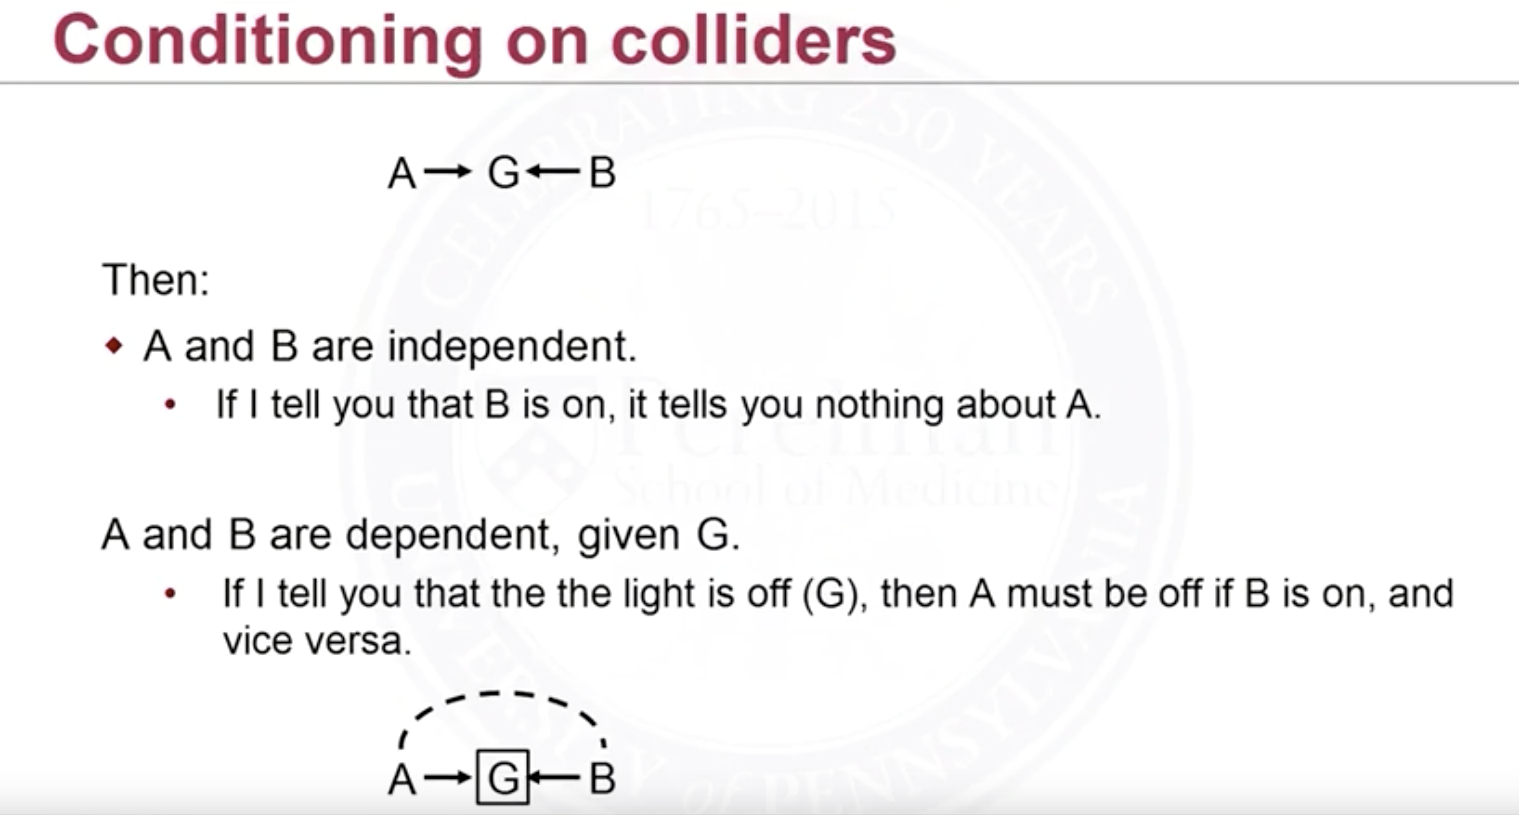 Conditioning on colliders
CELEBRATING 250 YEARS
A → G ← B
1765–2015
Then:
◆ A and B are independent.
• If I tell you that B is on, it tells you nothing about A.
Perelman
School of Medicine
A and B are dependent, given G.
• If I tell you that the the light is off (G), then A must be off if B is on, and
vice versa.
A → G ← B
UNIVERSITY of PENNSYLVANIA